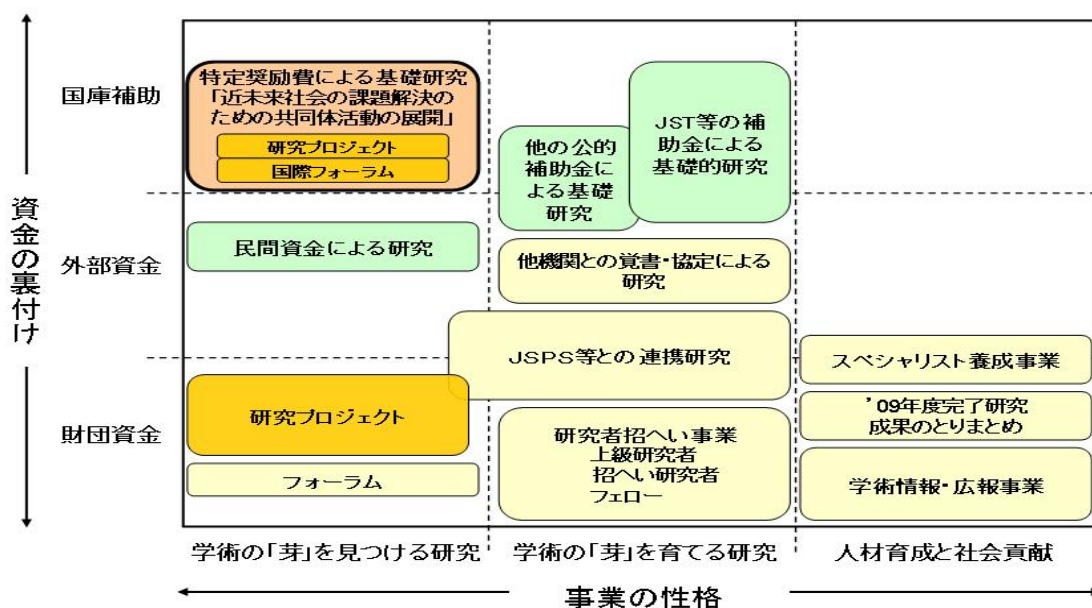 国庫補助
外部資金
財団資金
資金の裏付け
特定奨励費による基礎研究
「近未来社会の課題解決の
ための共同体活動の展開」
研究プロジェクト
国際フォーラム
民間資金による研究
研究プロジェクト
フォーラム
他の公的
補助金に
よる基礎
研究
JST等の補
助金による
基礎的研究
他機関との覚書・協定による
研究
JSPS等との連携研究
研究者招へい事業
上級研究者
招へい研究者
フェロー
スペシャリスト養成事業
’09年度完了研究
成果のとりまとめ
学術情報・広報事業
学術の「芽」を見つける研究
学術の「芽」を育てる研究
人材育成と社会貢献
事業の性格